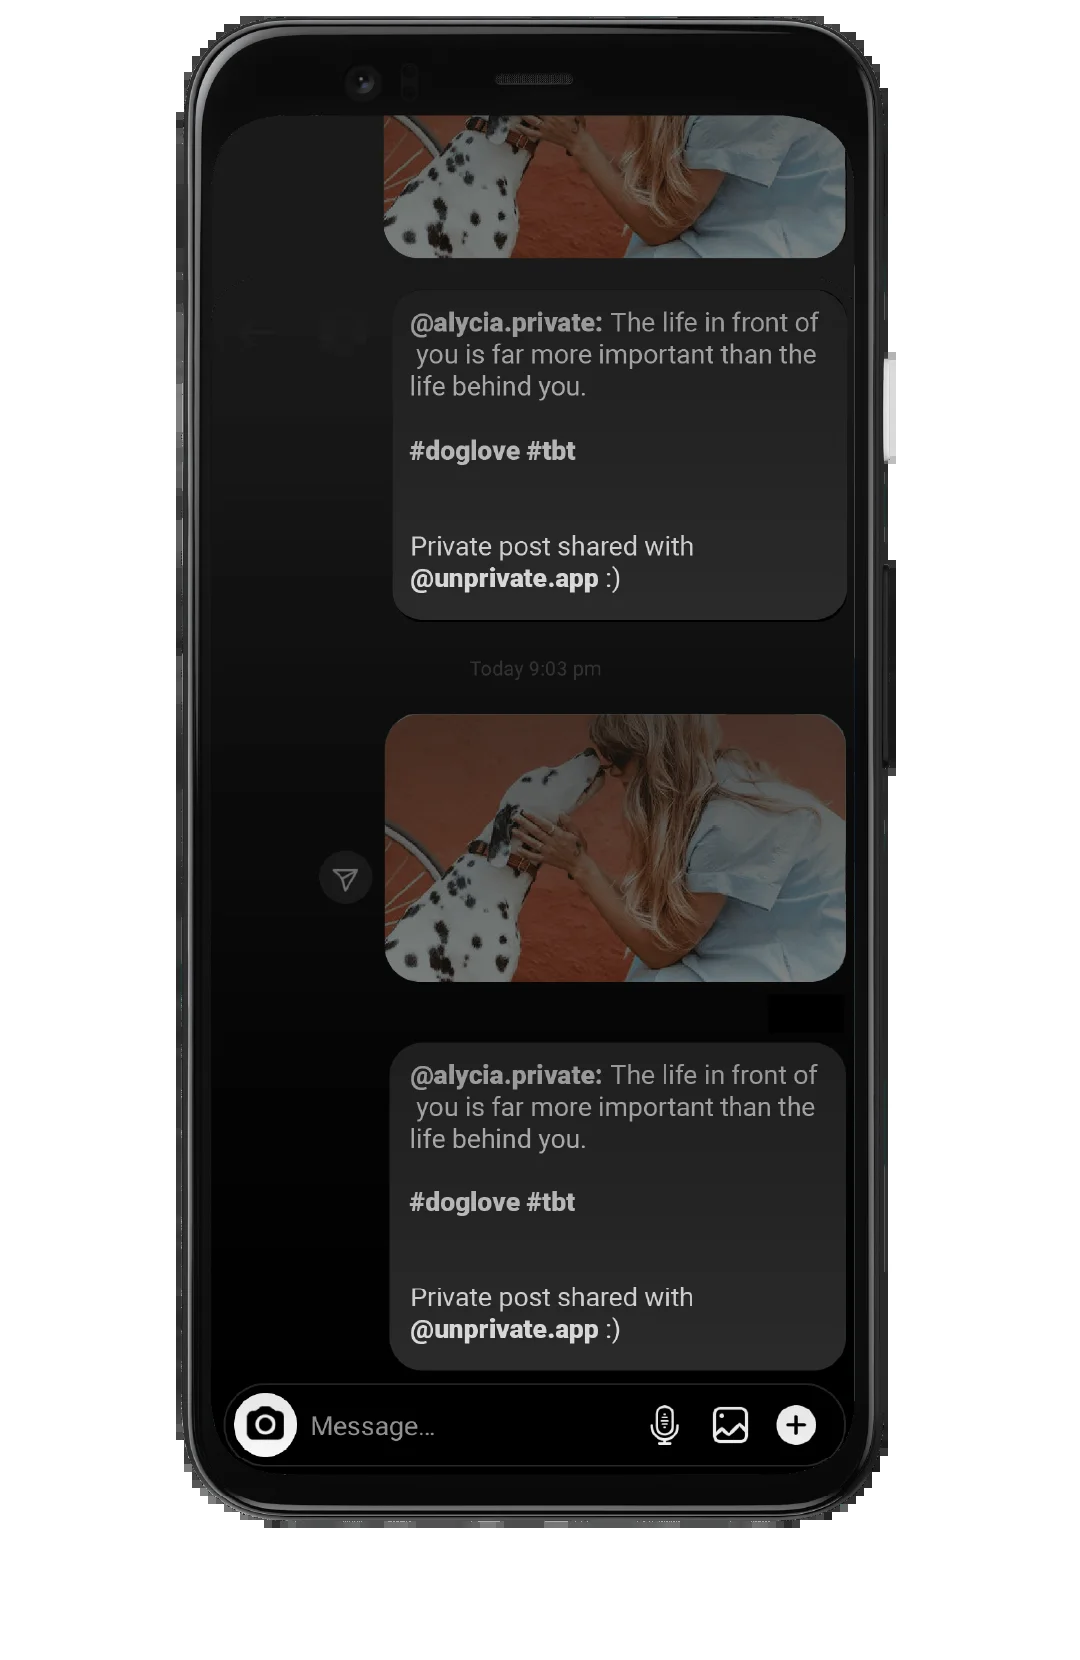 @alycia.private: The life in front of
you is far more important than the
life behind you.
#doglove #tbt
Private post shared with
@unprivate.app :)
Today 9:03 pm
@alycia.private: The life in front of
you is far more important than the
life behind you.
#doglove #tbt
Private post shared with
@unprivate.app :)
Message...